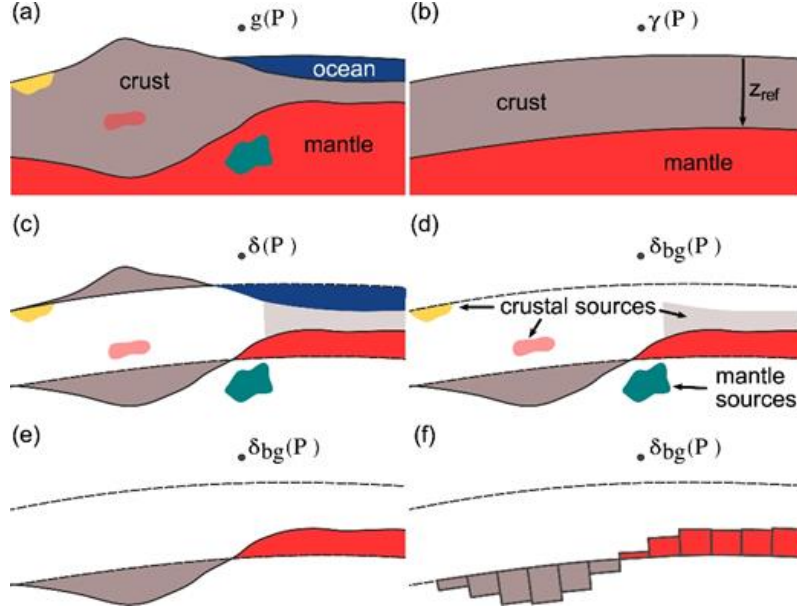 (a)
g(P)
crust
ocean
mantle
(b)
γ(P)
crust
z_ref
mantle
(c)
δ(P)
(d)
δ_bg(P)
crustal sources
mantle
sources
(e)
δ_bg(P)
(f)
δ_bg(P)